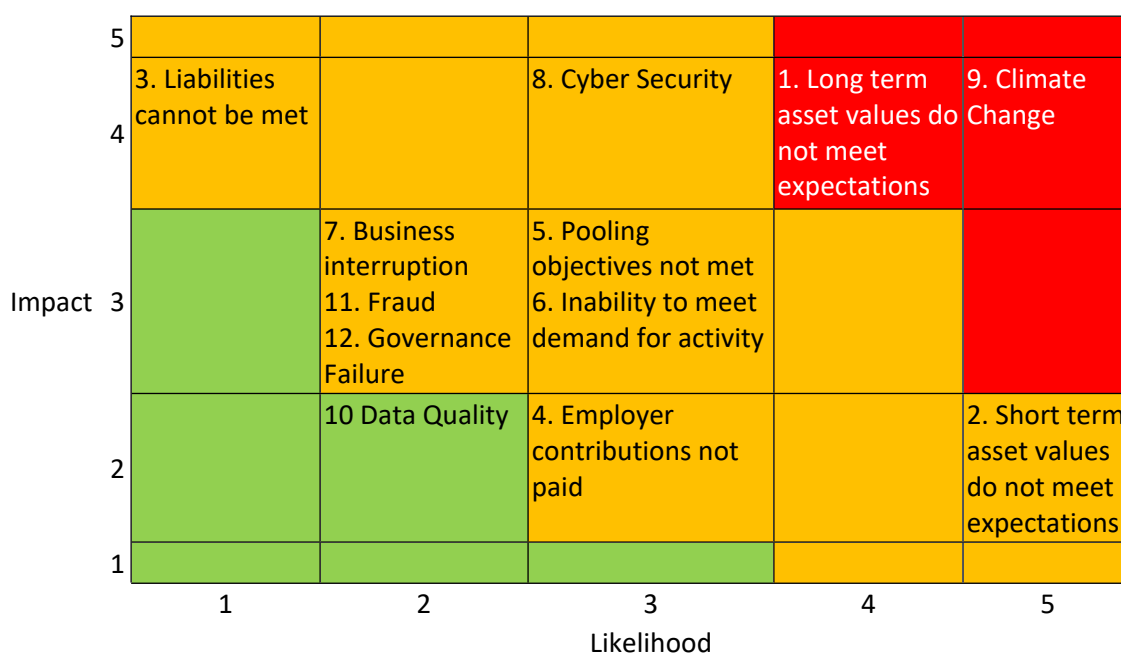 5
3. Liabilities
cannot be met
8. Cyber Security
1. Long term
asset values do
not meet
expectations
9. Climate
Change
4
7. Business
interruption
11. Fraud
12. Governance
Failure
5. Pooling
objectives not met
6. Inability to meet
demand for activity
Impact 3
10 Data Quality
4. Employer
contributions not
paid
2. Short term
asset values
do not meet
expectations
2
1
1 2 3 4 5
Likelihood